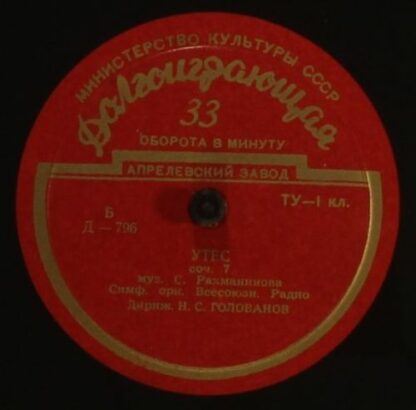 МИНИСТЕРСТВО КУЛЬТУРЫ СССР
Долгоиграющая
33
ОБОРОТА В МИНУТУ
АПРЕЛЕВСКИЙ ЗАВОД
ТУ—I кл.
Б
Д — 796
УТЕС
соч. 7
муз. С. Рахманинова
Симф. орк. Всесоюзн. Радио
Дириж. Н. С. ГОЛОВАНОВ